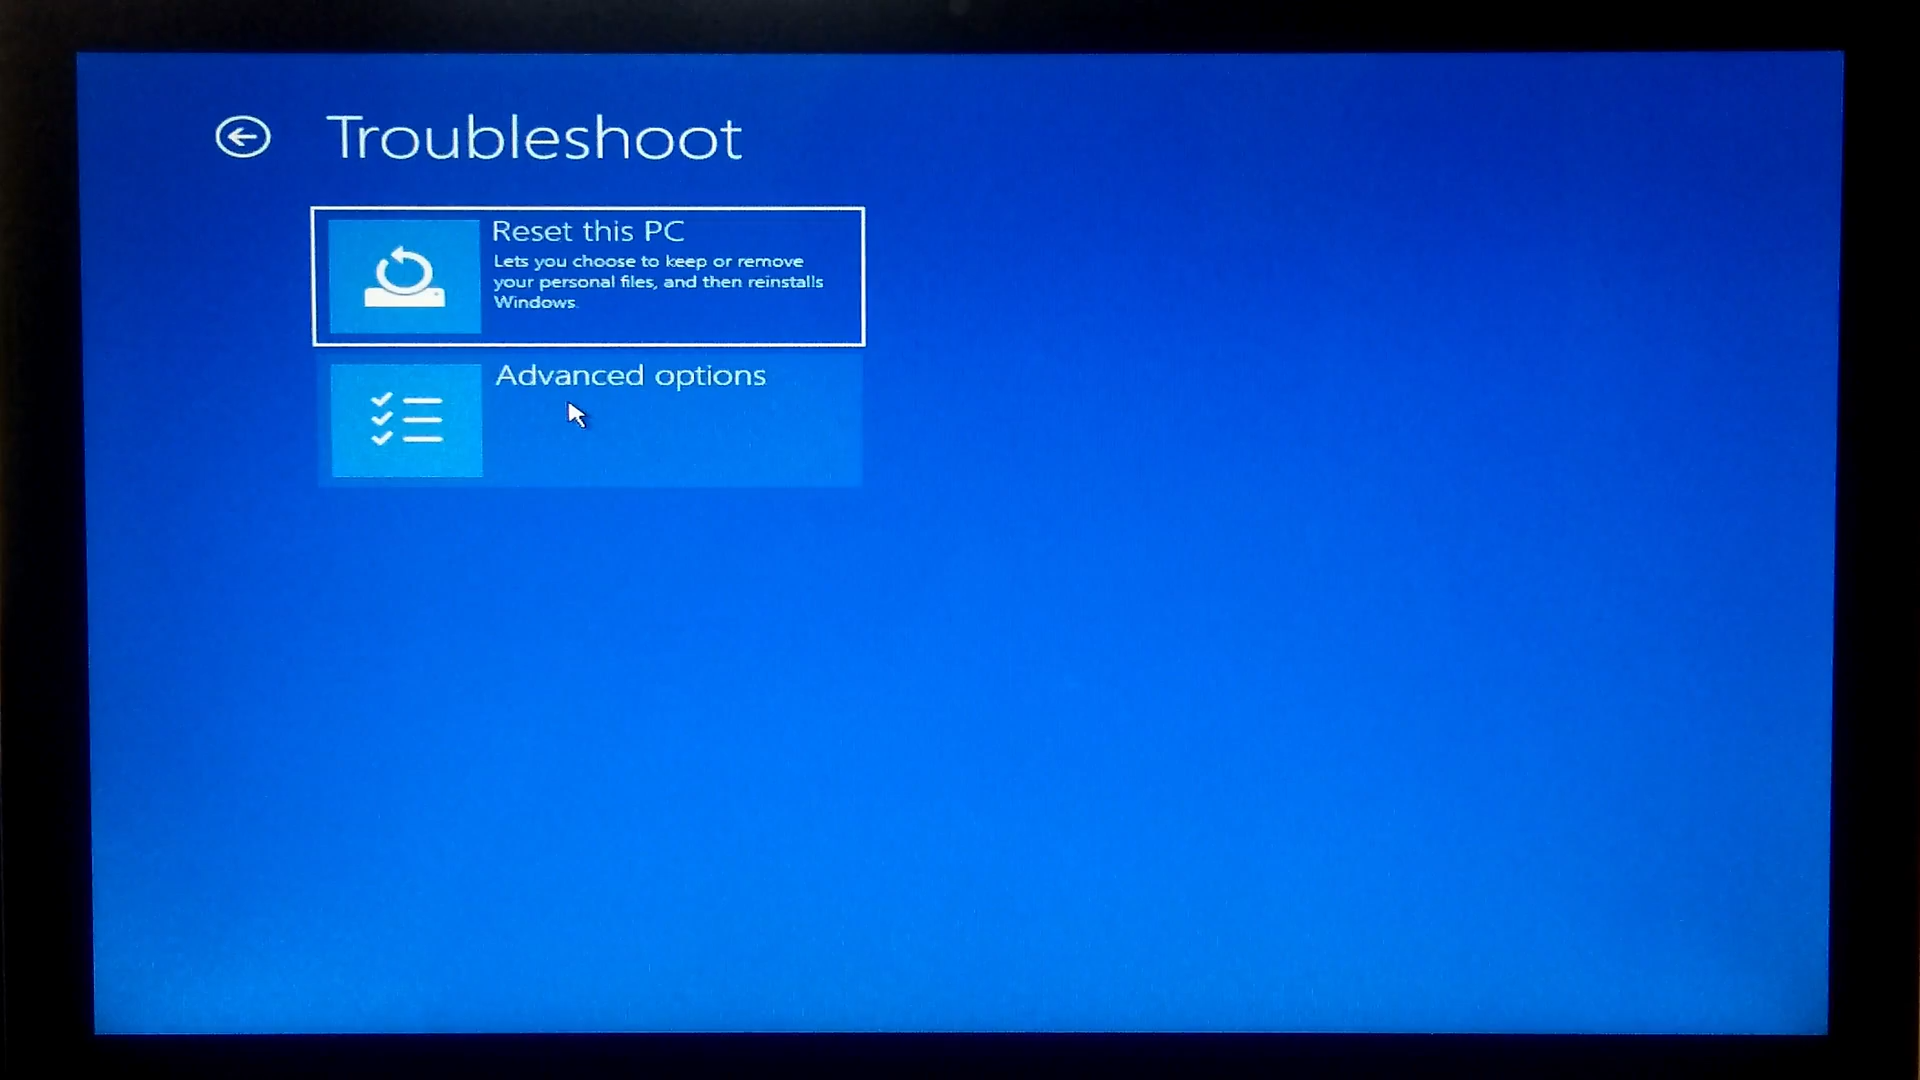 Troubleshoot
Reset this PC
Lets you choose to keep or remove
your personal files, and then reinstalls
Windows.
Advanced options